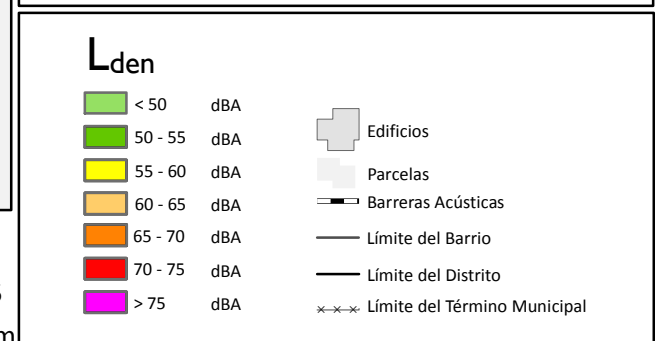 Lden
< 50 dBA
50 - 55 dBA
55 - 60 dBA
60 - 65 dBA
65 - 70 dBA
70 - 75 dBA
> 75 dBA
Edificios
Parcelas
Barreras Acústicas
Límite del Barrio
Límite del Distrito
Límite del Término Municipal
m